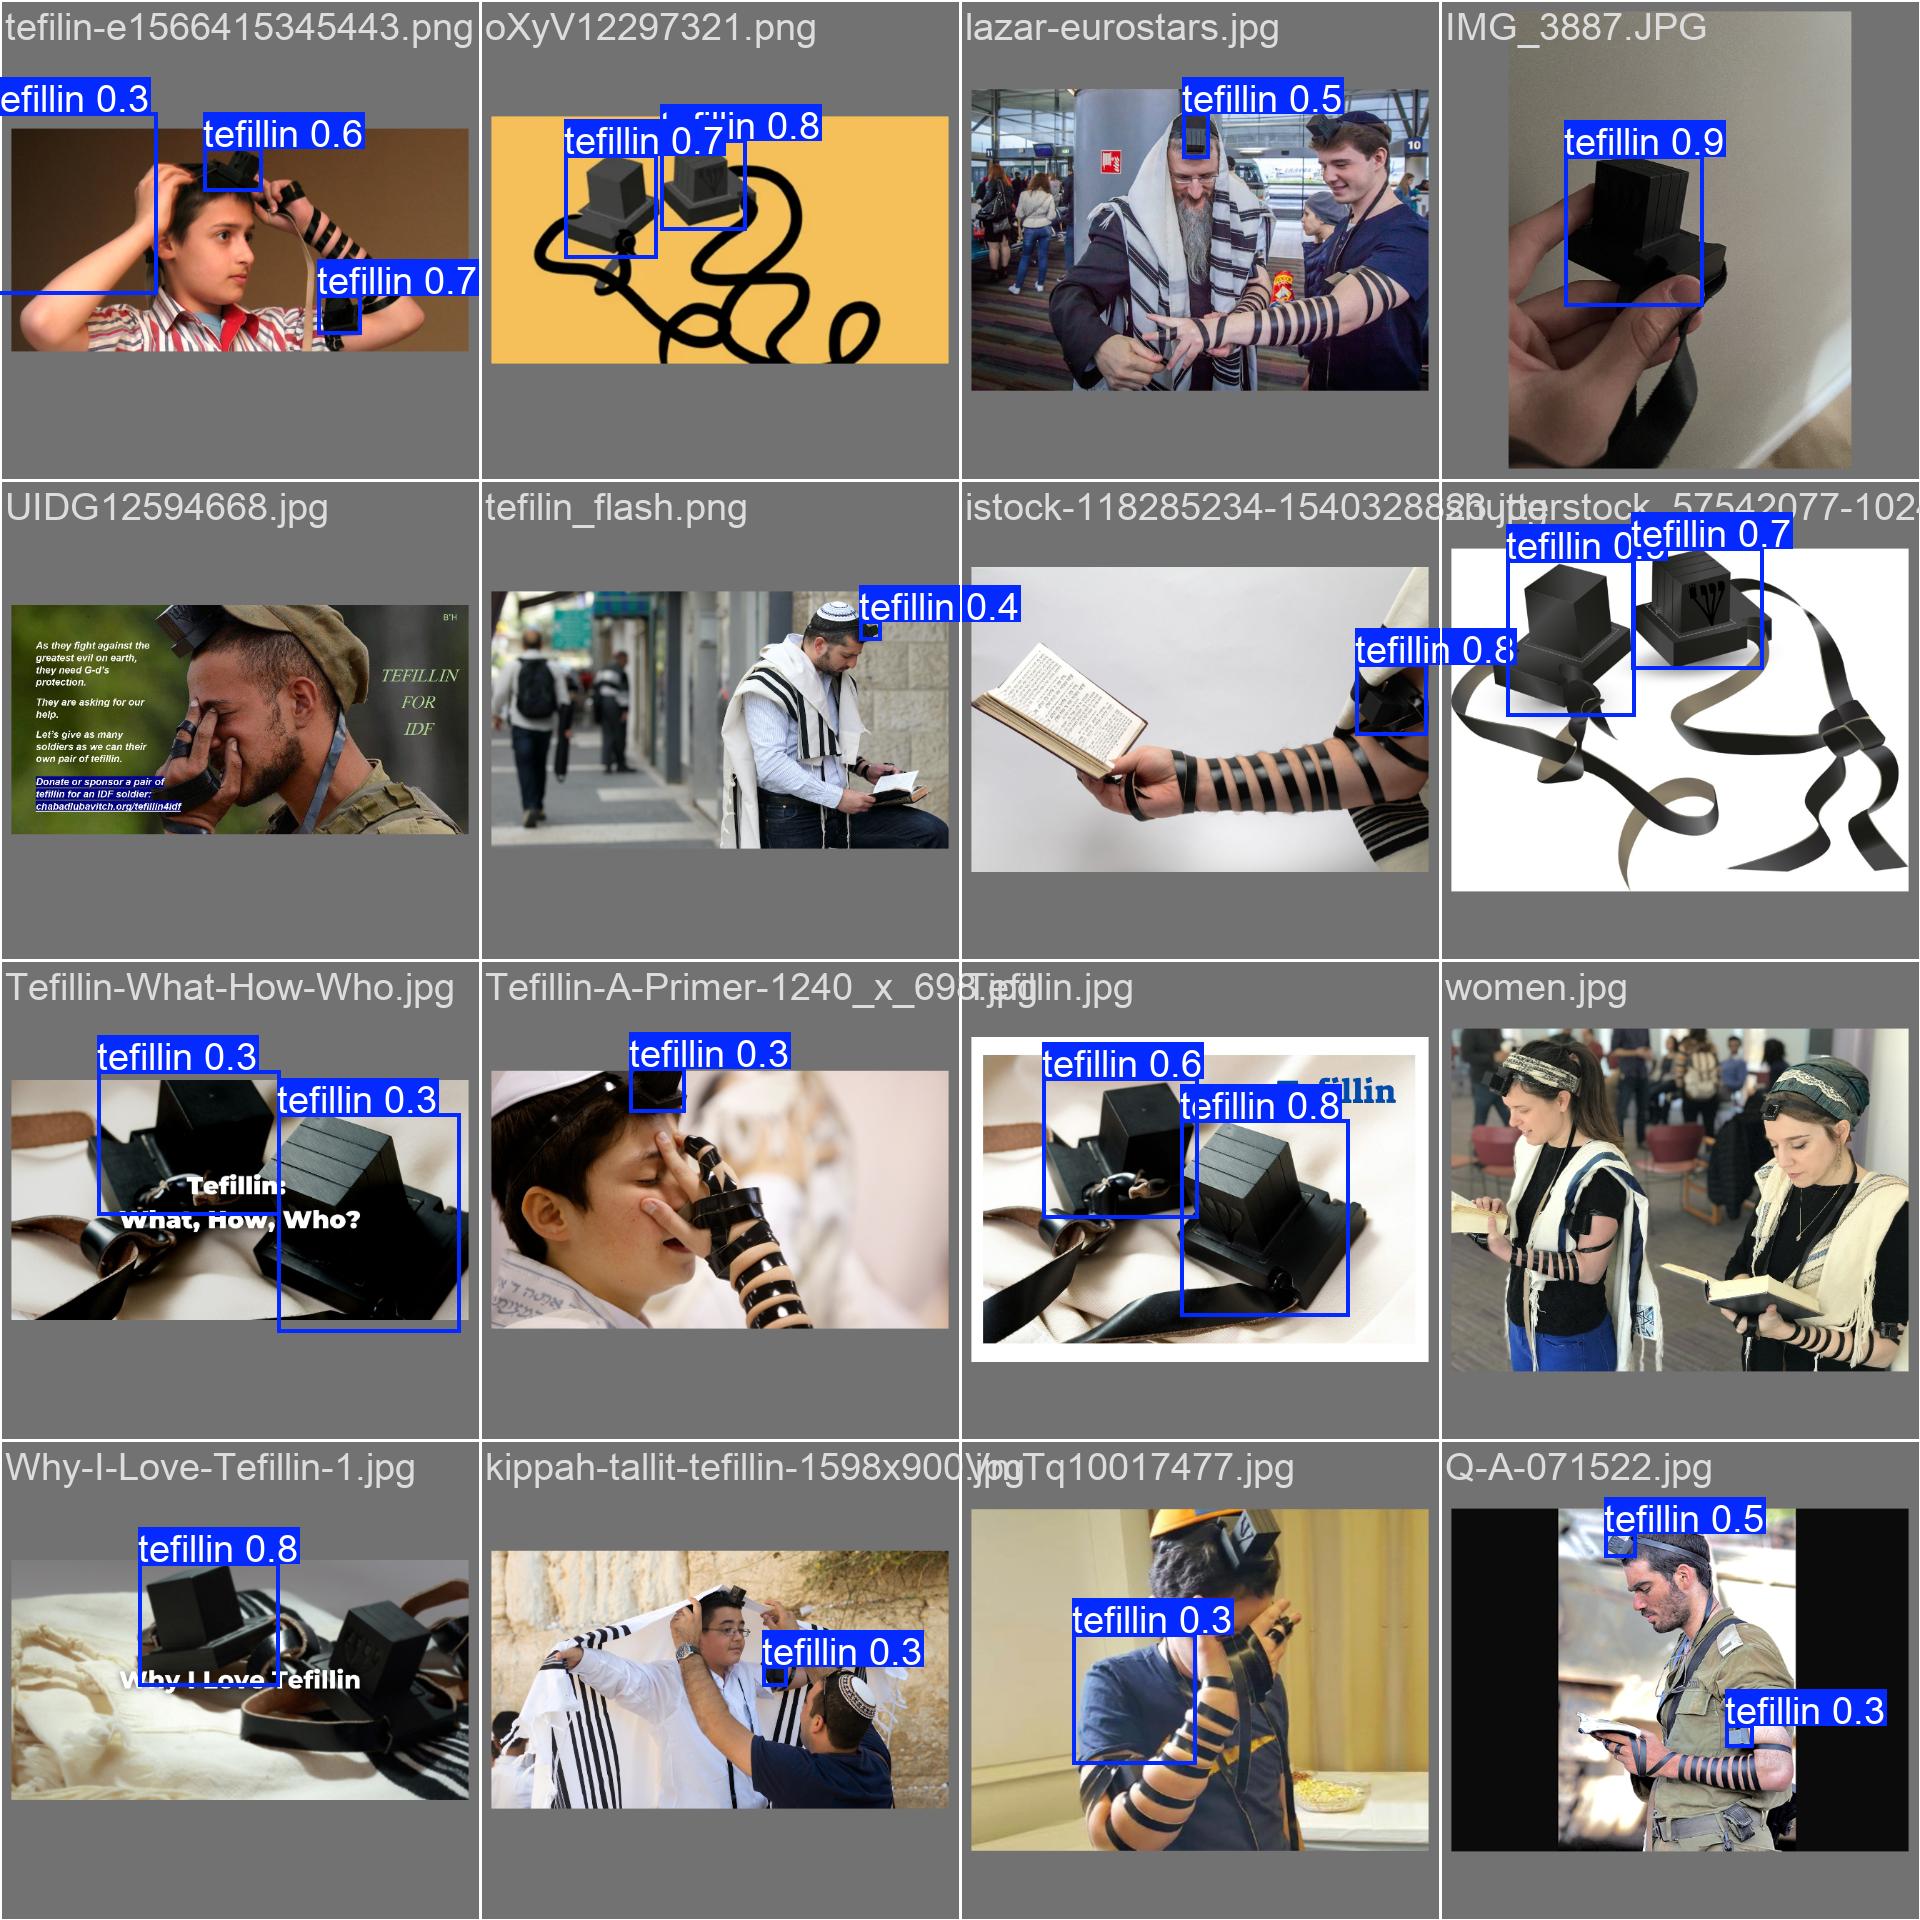 tefilin-e1566415345443.png
efillin 0.3
tefillin 0.6
tefillin 0.7
oXyV12297321.png
tefillin 0.7
tefillin 0.8
lazar-eurostars.jpg
tefillin 0.5
10
IMG_3887.JPG
tefillin 0.9
UIDG12594668.jpg
B"H
As they fight against the
greatest evil on earth,
they need G-d's
protection.
They are asking for our
help.
Let's give as many
soldiers as we can their
own pair of tefillin.
Donate or sponsor a pair of
tefillin for an IDF soldier:
chabadlubavitch.org/tefillin4idf
TEFILLIN
FOR
IDF
tefilin_flash.png
tefillin 0.4
istock-118285234-1540328823.jpg
tefillin 0.8
shutterstock_57542077-102
tefillin
tefillin 0.7
Tefillin-What-How-Who.jpg
tefillin 0.3
tefillin 0.3
Tefillin:
What, How, Who?
Tefillin-A-Primer-1240_x_698.jpg
tefillin 0.3
Tefillin.jpg
tefillin 0.6
tefillin 0.8
illin
women.jpg
Why-I-Love-Tefillin-1.jpg
tefillin 0.8
Why I Love Tefillin
kippah-tallit-tefillin-1598x900.jpg
tefillin 0.3
YmTq10017477.jpg
tefillin 0.3
Q-A-071522.jpg
tefillin 0.5
tefillin 0.3